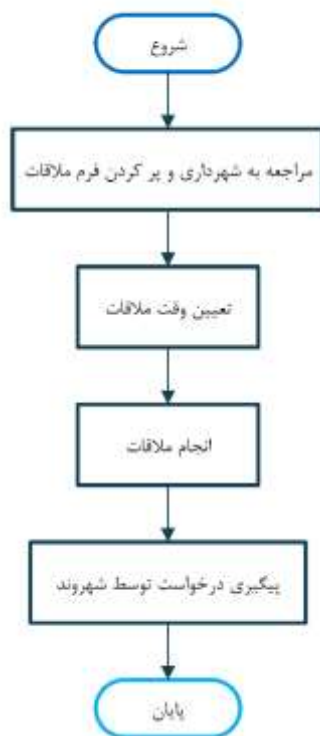 شروع
مراجعه به شهرداری و پر کردن فرم ملاقات
تعیین وقت ملاقات
انجام ملاقات
پیگیری درخواست توسط شهروند
پایان